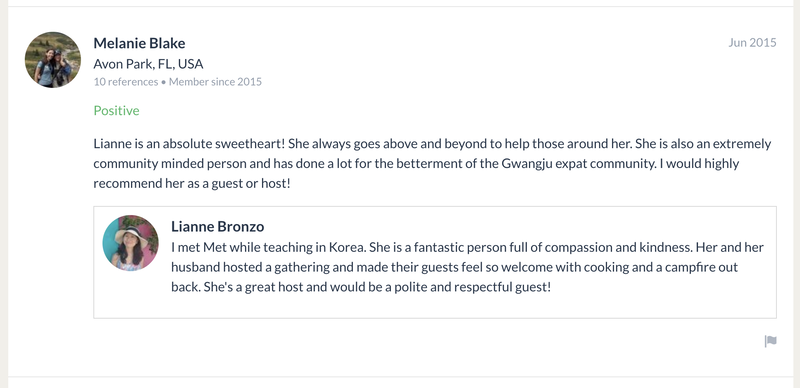 Melanie Blake
Jun 2015
Avon Park, FL, USA
10 references • Member since 2015
Positive
Lianne is an absolute sweetheart! She always goes above and beyond to help those around her. She is also an extremely
community minded person and has done a lot for the betterment of the Gwangju expat community. I would highly
recommend her as a guest or host!
Lianne Bronzo
I met Met while teaching in Korea. She is a fantastic person full of compassion and kindness. Her and her
husband hosted a gathering and made their guests feel so welcome with cooking and a campfire out
back. She's a great host and would be a polite and respectful guest!